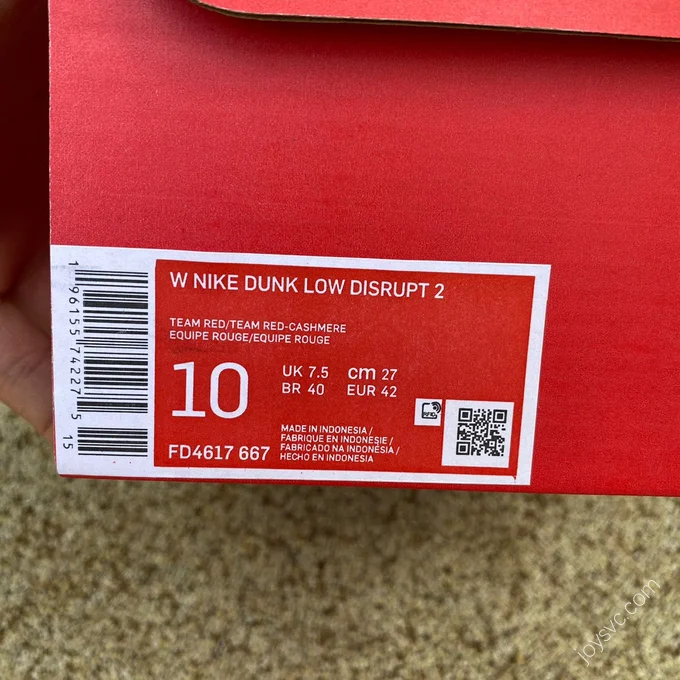 W NIKE DUNK LOW DISRUPT 2
TEAM RED/TEAM RED-CASHMERE
EQUIPE ROUGE/EQUIPE ROUGE
10
UK 7.5 cm 27
BR 40 EUR 42
FD4617 667
MADE IN INDONESIA /
FABRIQUE EN INDONESIE /
FABRICADO NA INDONÉSIA /
HECHO EN INDONESIA
RFID
1 96155 74227 5
15
joysvc.com